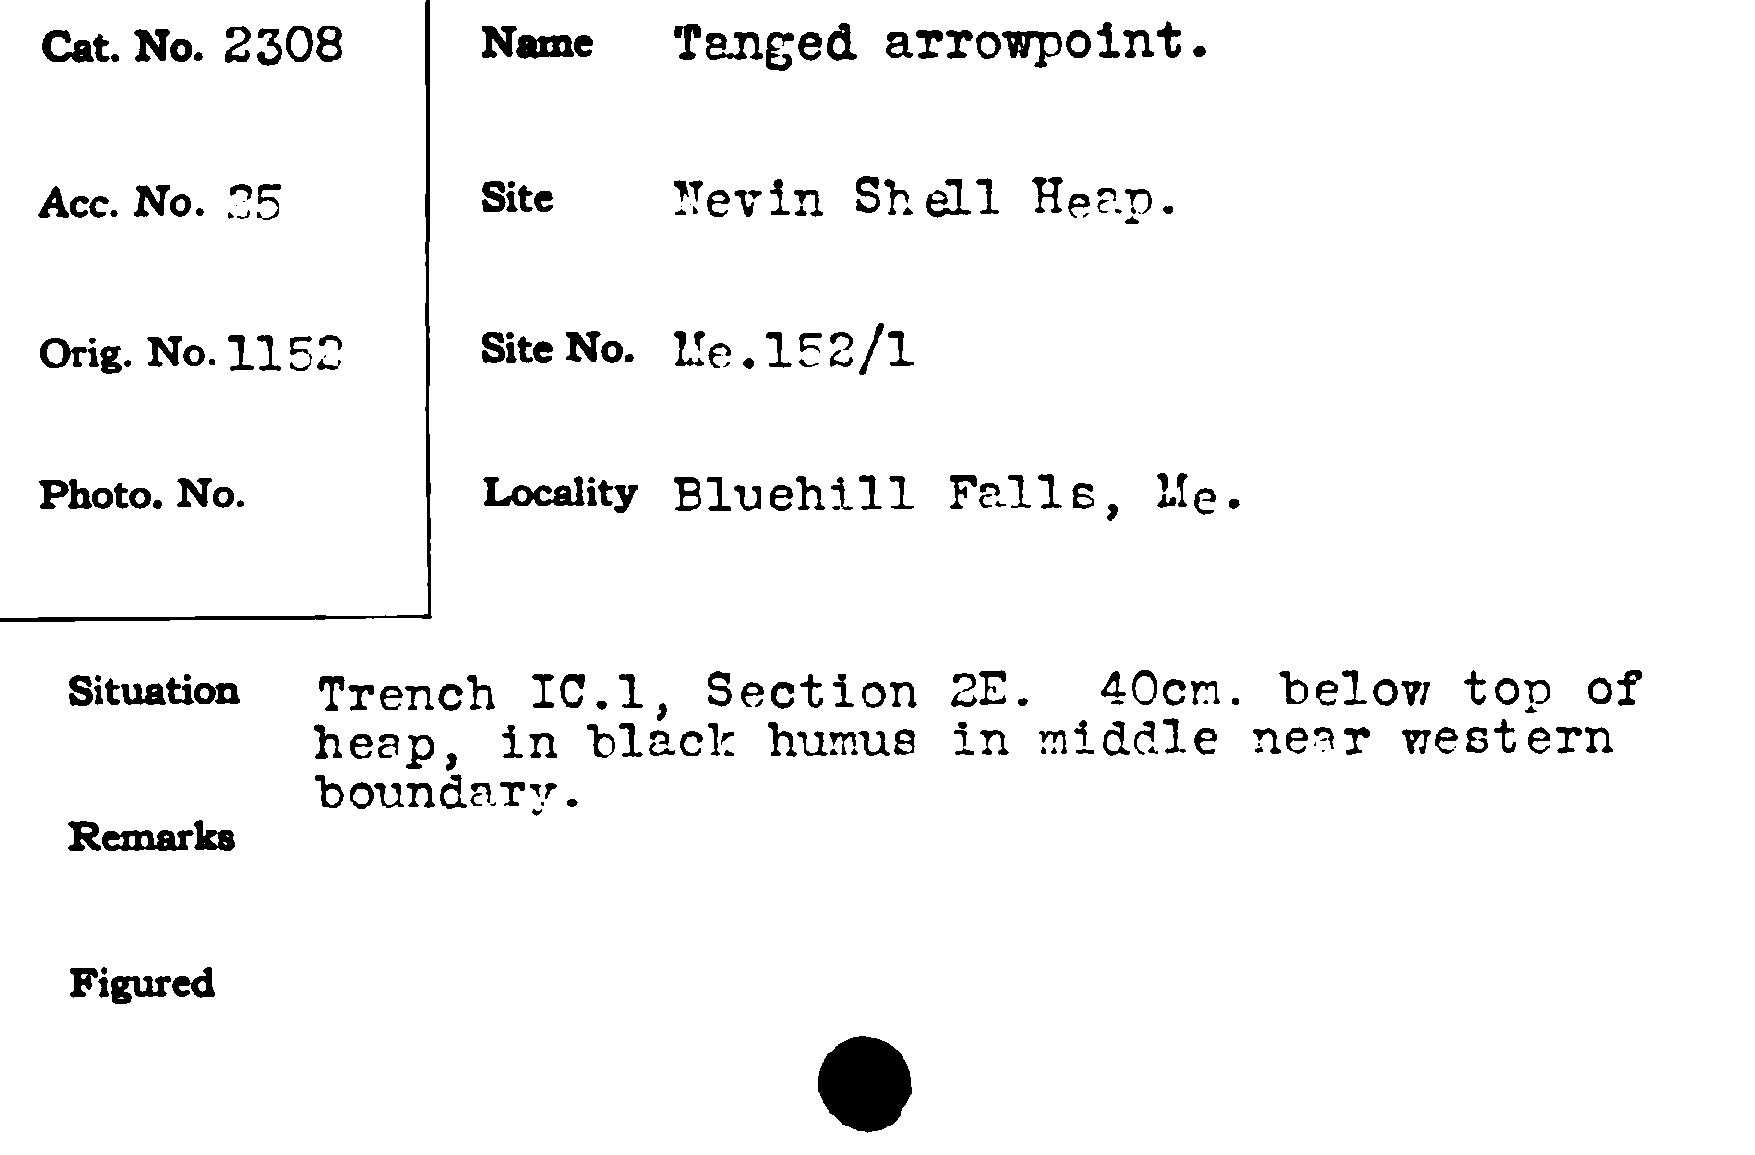 Cat. No. 2308
Name Tanged arrowpoint.
Acc. No. 25
Site Nevin Shell Heap.
Orig. No. 1152
Site No. Me.152/1
Photo. No.
Locality Bluehill Falls, Me.
Situation Trench IC.1, Section 2E. 40cm. below top of
heap, in black humus in middle near western
boundary.
Remarks
Figured